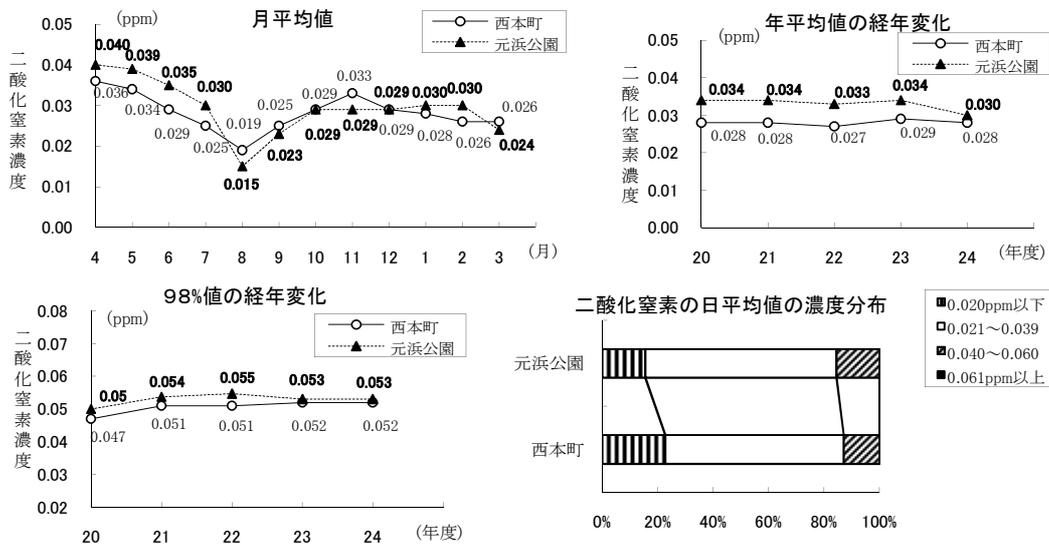 月平均値
(ppm)
西本町
元浜公園
二酸化窒素濃度
0.05
0.04
0.03
0.02
0.01
0.00
0.040
0.039
0.035
0.030
0.015
0.023
0.029
0.029
0.029
0.030
0.030
0.024
0.036
0.034
0.029
0.025
0.019
0.025
0.029
0.033
0.029
0.028
0.026
0.026
4 5 6 7 8 9 10 11 12 1 2 3 (月)
年平均値の経年変化
(ppm)
西本町
元浜公園
二酸化窒素濃度
0.05
0.04
0.03
0.02
0.01
0.00
0.034 0.034 0.033 0.034 0.030
0.028 0.028 0.027 0.029 0.028
20 21 22 23 24 (年度)
98%値の経年変化
(ppm)
西本町
元浜公園
二酸化窒素濃度
0.08
0.07
0.06
0.05
0.04
0.03
0.02
0.05 0.054 0.055 0.053 0.053
0.047 0.051 0.051 0.052 0.052
20 21 22 23 24 (年度)
二酸化窒素の日平均値の濃度分布
0.020ppm以下
0.021～0.039
0.040～0.060
0.061ppm以上
元浜公園
西本町
0% 20% 40% 60% 80% 100%